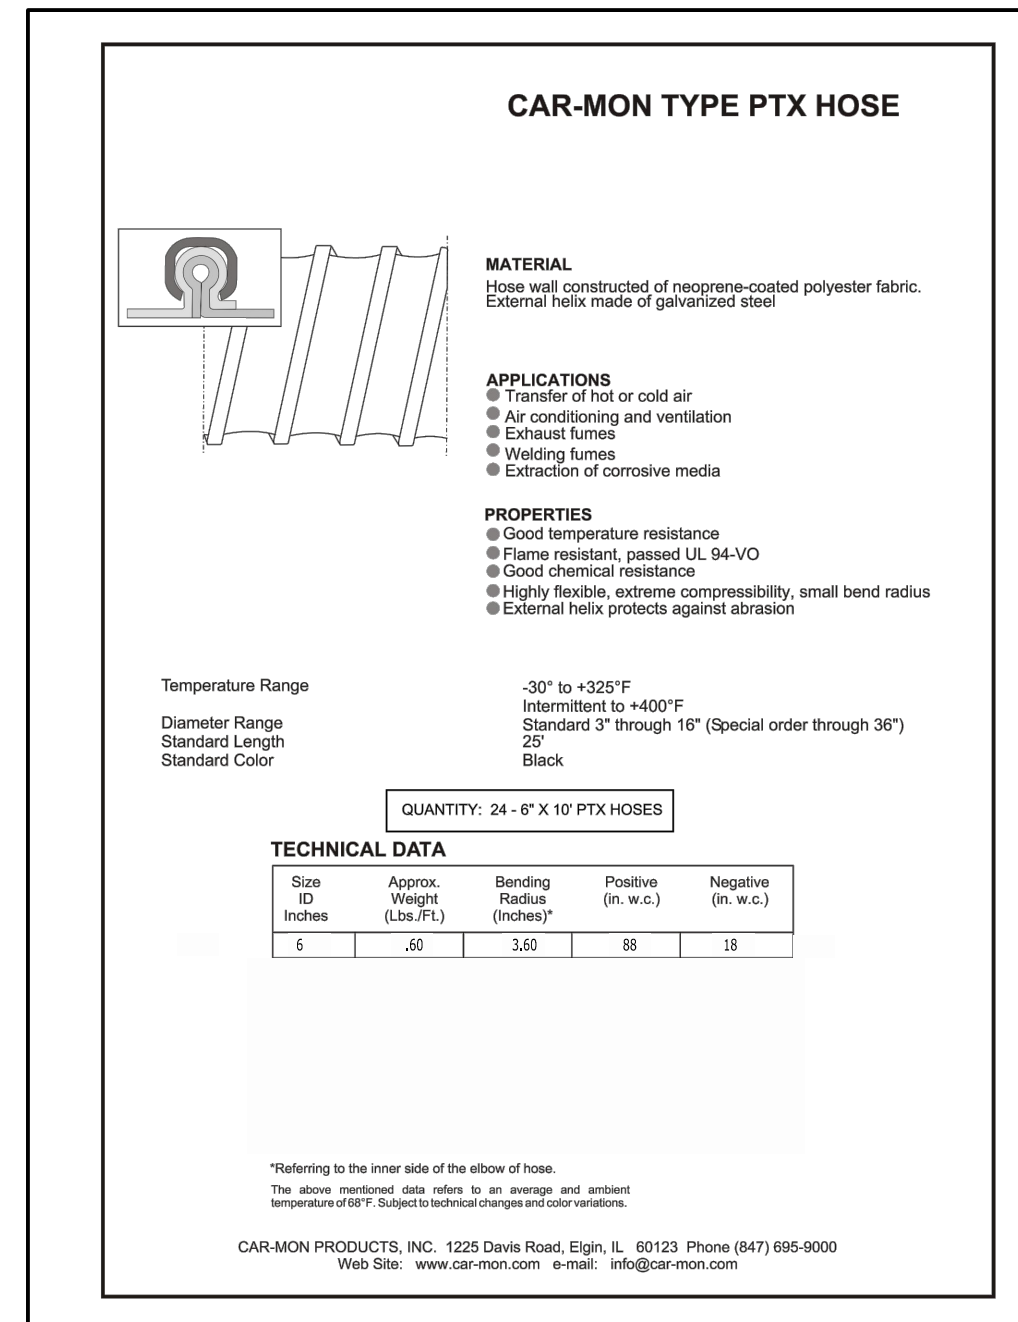 CAR-MON TYPE PTX HOSE
MATERIAL
Hose wall constructed of neoprene-coated polyester fabric.
External helix made of galvanized steel
APPLICATIONS
Transfer of hot or cold air
Air conditioning and ventilation
Exhaust fumes
Welding fumes
Extraction of corrosive media
PROPERTIES
Good temperature resistance
Flame resistant, passed UL 94-VO
Good chemical resistance
Highly flexible, extreme compressibility, small bend radius
External helix protects against abrasion
Temperature Range -30° to +325°F
Intermittent to +400°F
Diameter Range Standard 3" through 16" (Special order through 36")
Standard Length 25'
Standard Color Black
QUANTITY: 24 - 6" X 10' PTX HOSES
TECHNICAL DATA
Size Approx. Bending Positive Negative
ID Weight Radius (in. w.c.) (in. w.c.)
Inches (Lbs./Ft.) (Inches)*
6 .60 3.60 88 18
*Referring to the inner side of the elbow of hose.
The above mentioned data refers to an average and ambient
temperature of 68°F. Subject to technical changes and color variations.
CAR-MON PRODUCTS, INC. 1225 Davis Road, Elgin, IL 60123 Phone (847) 695-9000
Web Site: www.car-mon.com e-mail: info@car-mon.com